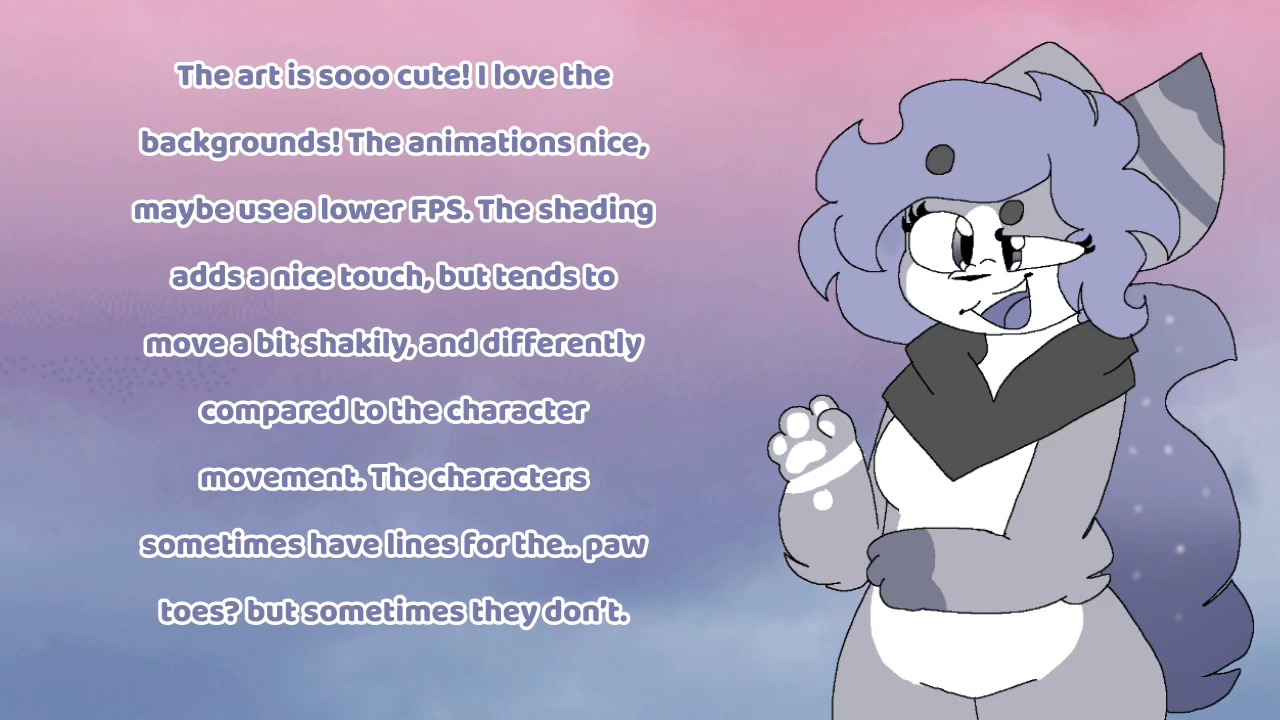 The art is sooo cute! I love the
backgrounds! The animations nice,
maybe use a lower FPS. The shading
adds a nice touch, but tends to
move a bit shakily, and differently
compared to the character
movement. The characters
sometimes have lines for the.. paw
toes? but sometimes they don't.